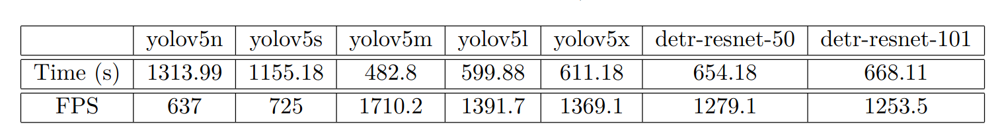 yolov5n yolov5s yolov5m yolov5l yolov5x detr-resnet-50 detr-resnet-101
Time (s) 1313.99 1155.18 482.8 599.88 611.18 654.18 668.11
FPS 637 725 1710.2 1391.7 1369.1 1279.1 1253.5